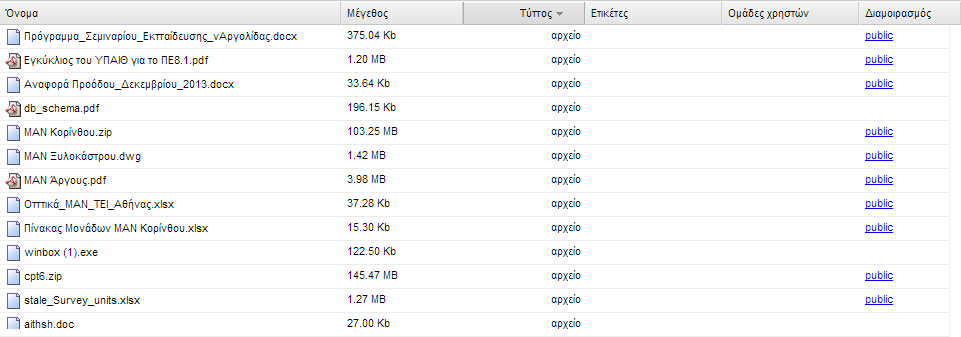 Όνομα Μέγεθος Τύπος Ετικέτες Ομάδες χρηστών Διαμοιρασμός
Πρόγραμμα_Σεμιναρίου_Εκπαίδευσης_νΑργολίδας.docx 375.04 Kb αρχείο public
Εγκύκλιος του ΥΠΑΙΘ για το ΠΕ8.1.pdf 1.20 MB αρχείο public
Αναφορά Προόδου_Δεκεμβρίου_2013.docx 33.64 Kb αρχείο public
db_schema.pdf 196.15 Kb αρχείο
MAN Κορίνθου.zip 103.25 MB αρχείο public
MAN Ξυλοκάστρου.dwg 1.42 MB αρχείο public
MAN Άργους.pdf 3.98 MB αρχείο public
Οπτικά_MAN_TEI_Αθήνας.xlsx 37.28 Kb αρχείο public
Πίνακας Μονάδων MAN Κορίνθου.xlsx 15.30 Kb αρχείο public
winbox (1).exe 122.50 Kb αρχείο
cpt6.zip 145.47 MB αρχείο public
stale_Survey_units.xlsx 1.27 MB αρχείο public
aithsh.doc 27.00 Kb αρχείο